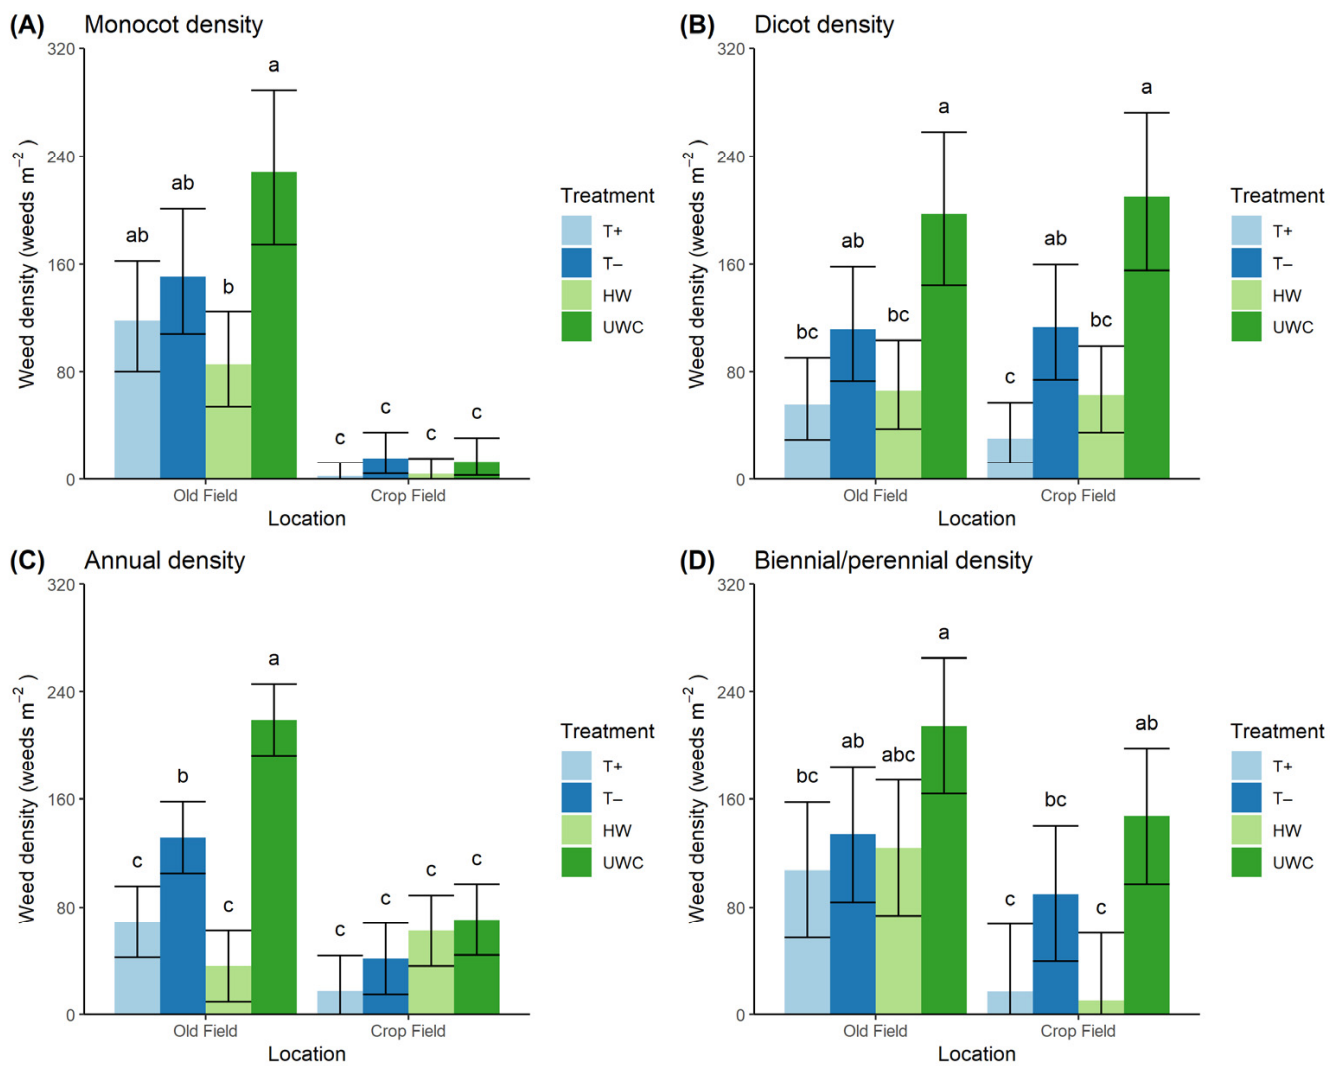 (A) Monocot density
Weed density (weeds m⁻² )
320
240
160
80
0
ab
ab
b
a
c
c
c
c
Old Field
Crop Field
Location
Treatment
T+
T–
HW
UWC
(B) Dicot density
Weed density (weeds m⁻² )
320
240
160
80
0
bc
ab
bc
a
c
ab
bc
a
Old Field
Crop Field
Location
Treatment
T+
T–
HW
UWC
(C) Annual density
Weed density (weeds m⁻² )
320
240
160
80
0
c
b
c
a
c
c
c
c
Old Field
Crop Field
Location
Treatment
T+
T–
HW
UWC
(D) Biennial/perennial density
Weed density (weeds m⁻² )
320
240
160
80
0
bc
ab
abc
a
c
bc
c
ab
Old Field
Crop Field
Location
Treatment
T+
T–
HW
UWC